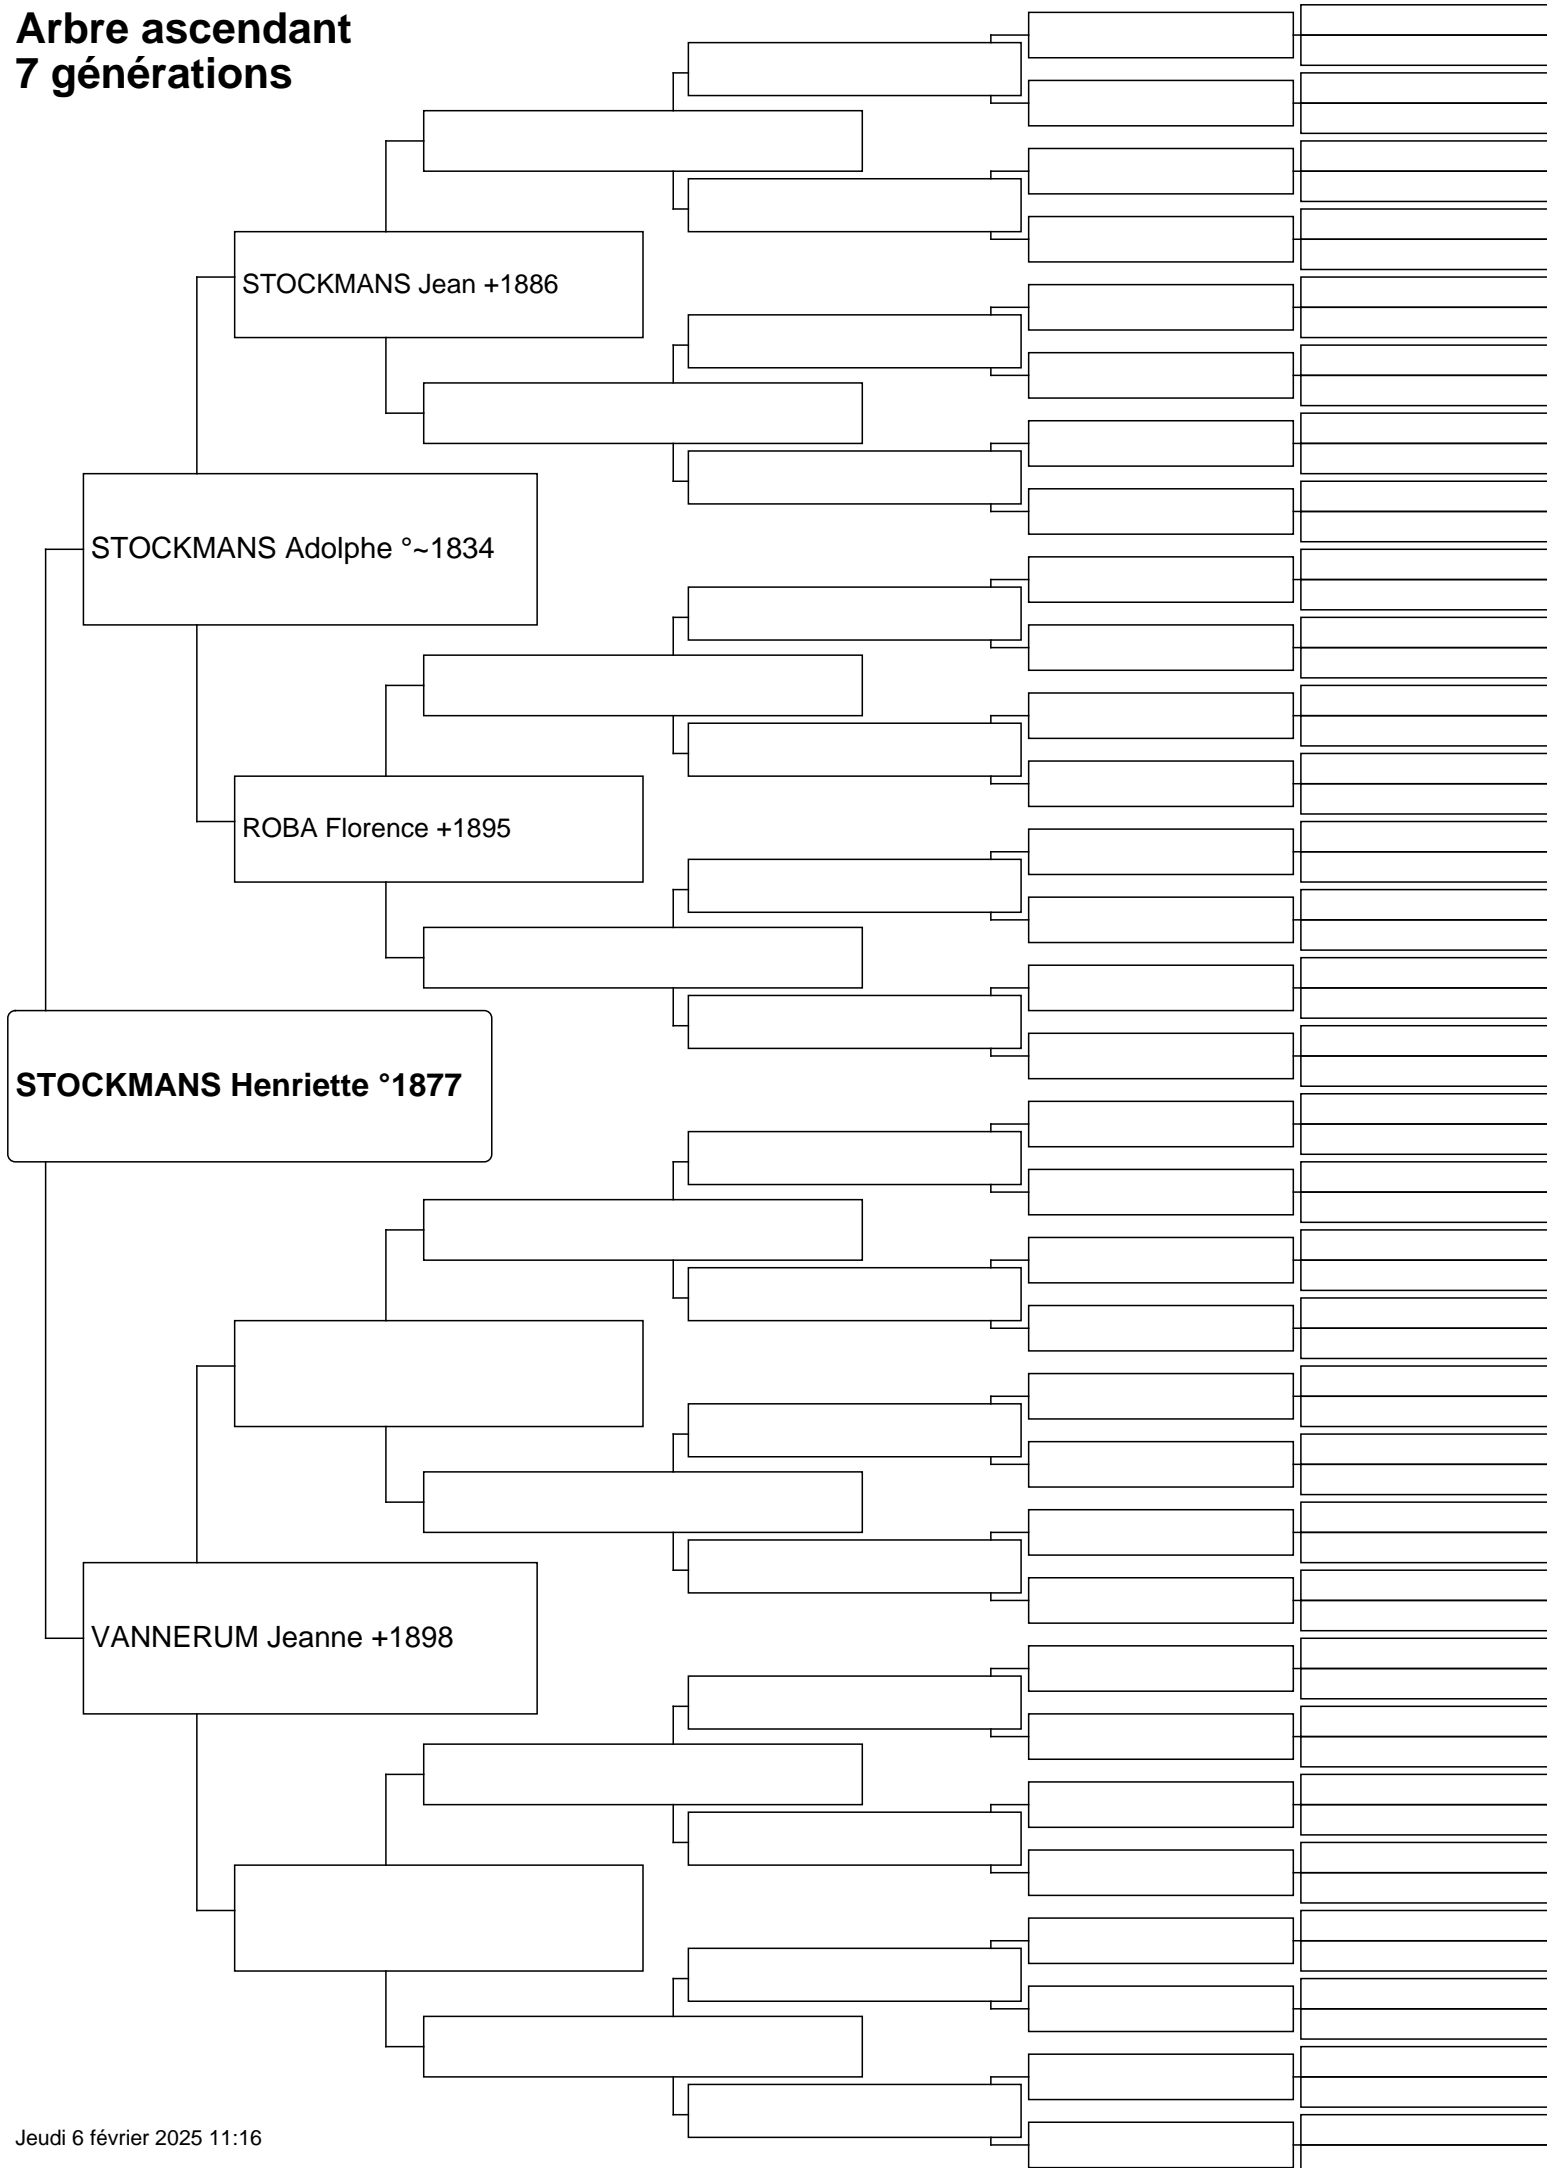 Arbre ascendant
7 générations
STOCKMANS Jean +1886
STOCKMANS Adolphe °~1834
ROBA Florence +1895
STOCKMANS Henriette °1877
VANNERUM Jeanne +1898
Jeudi 6 février 2025 11:16